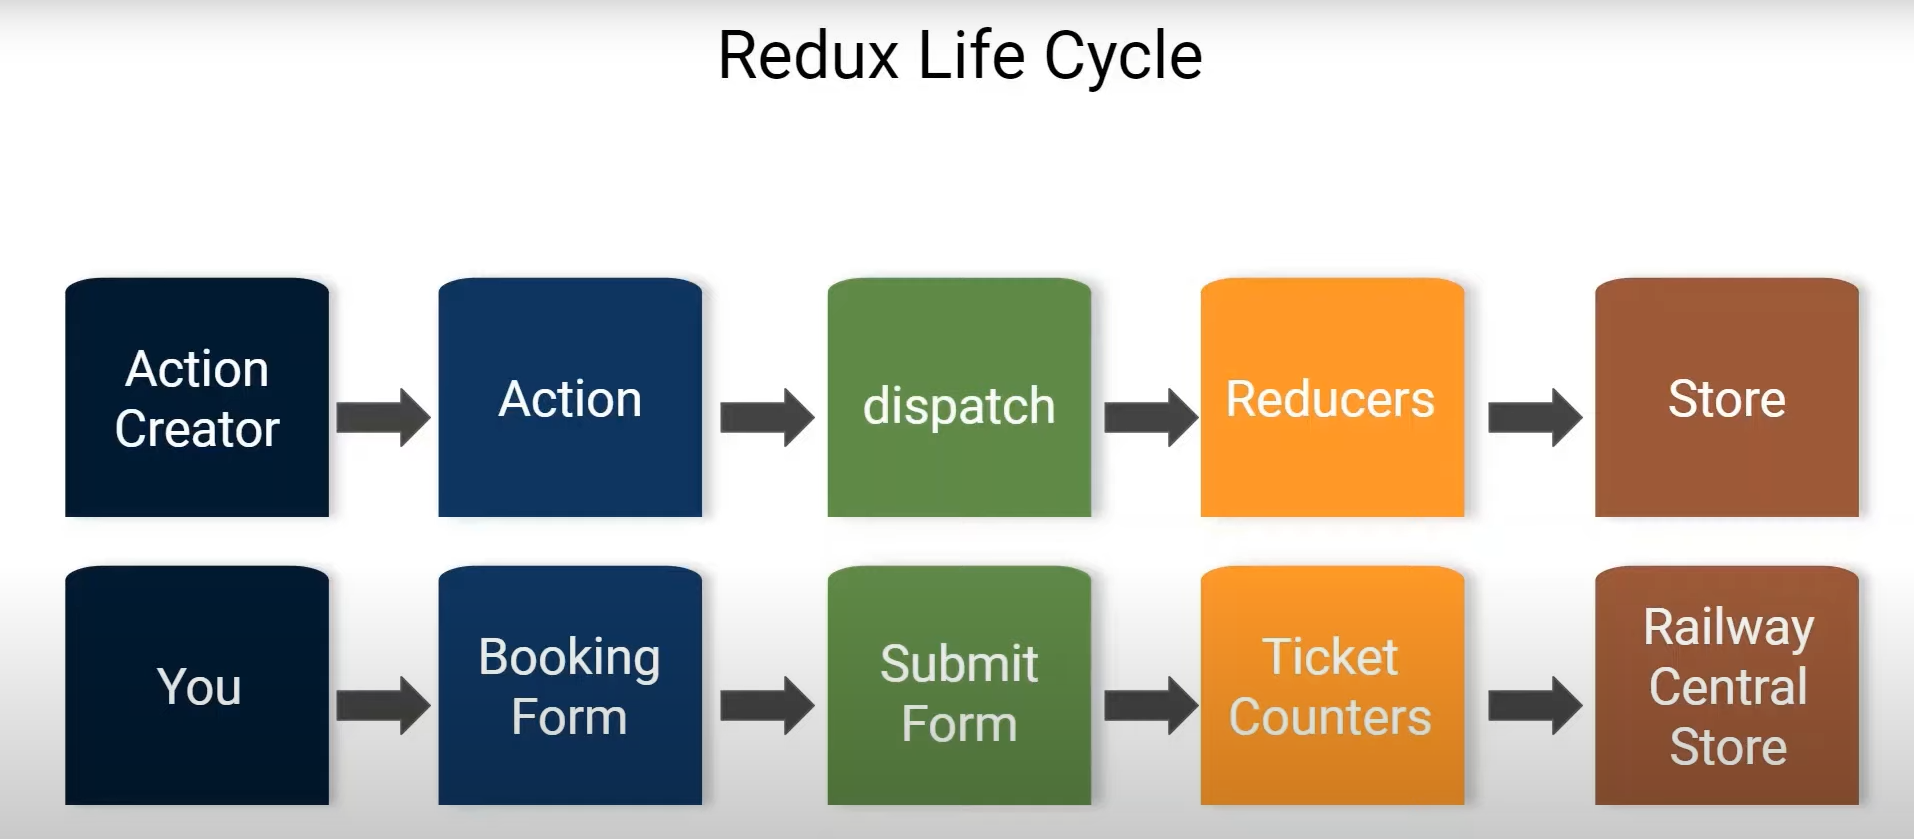 Redux Life Cycle
Action
Creator
Action
dispatch
Reducers
Store
You
Booking
Form
Submit
Form
Ticket
Counters
Railway
Central
Store